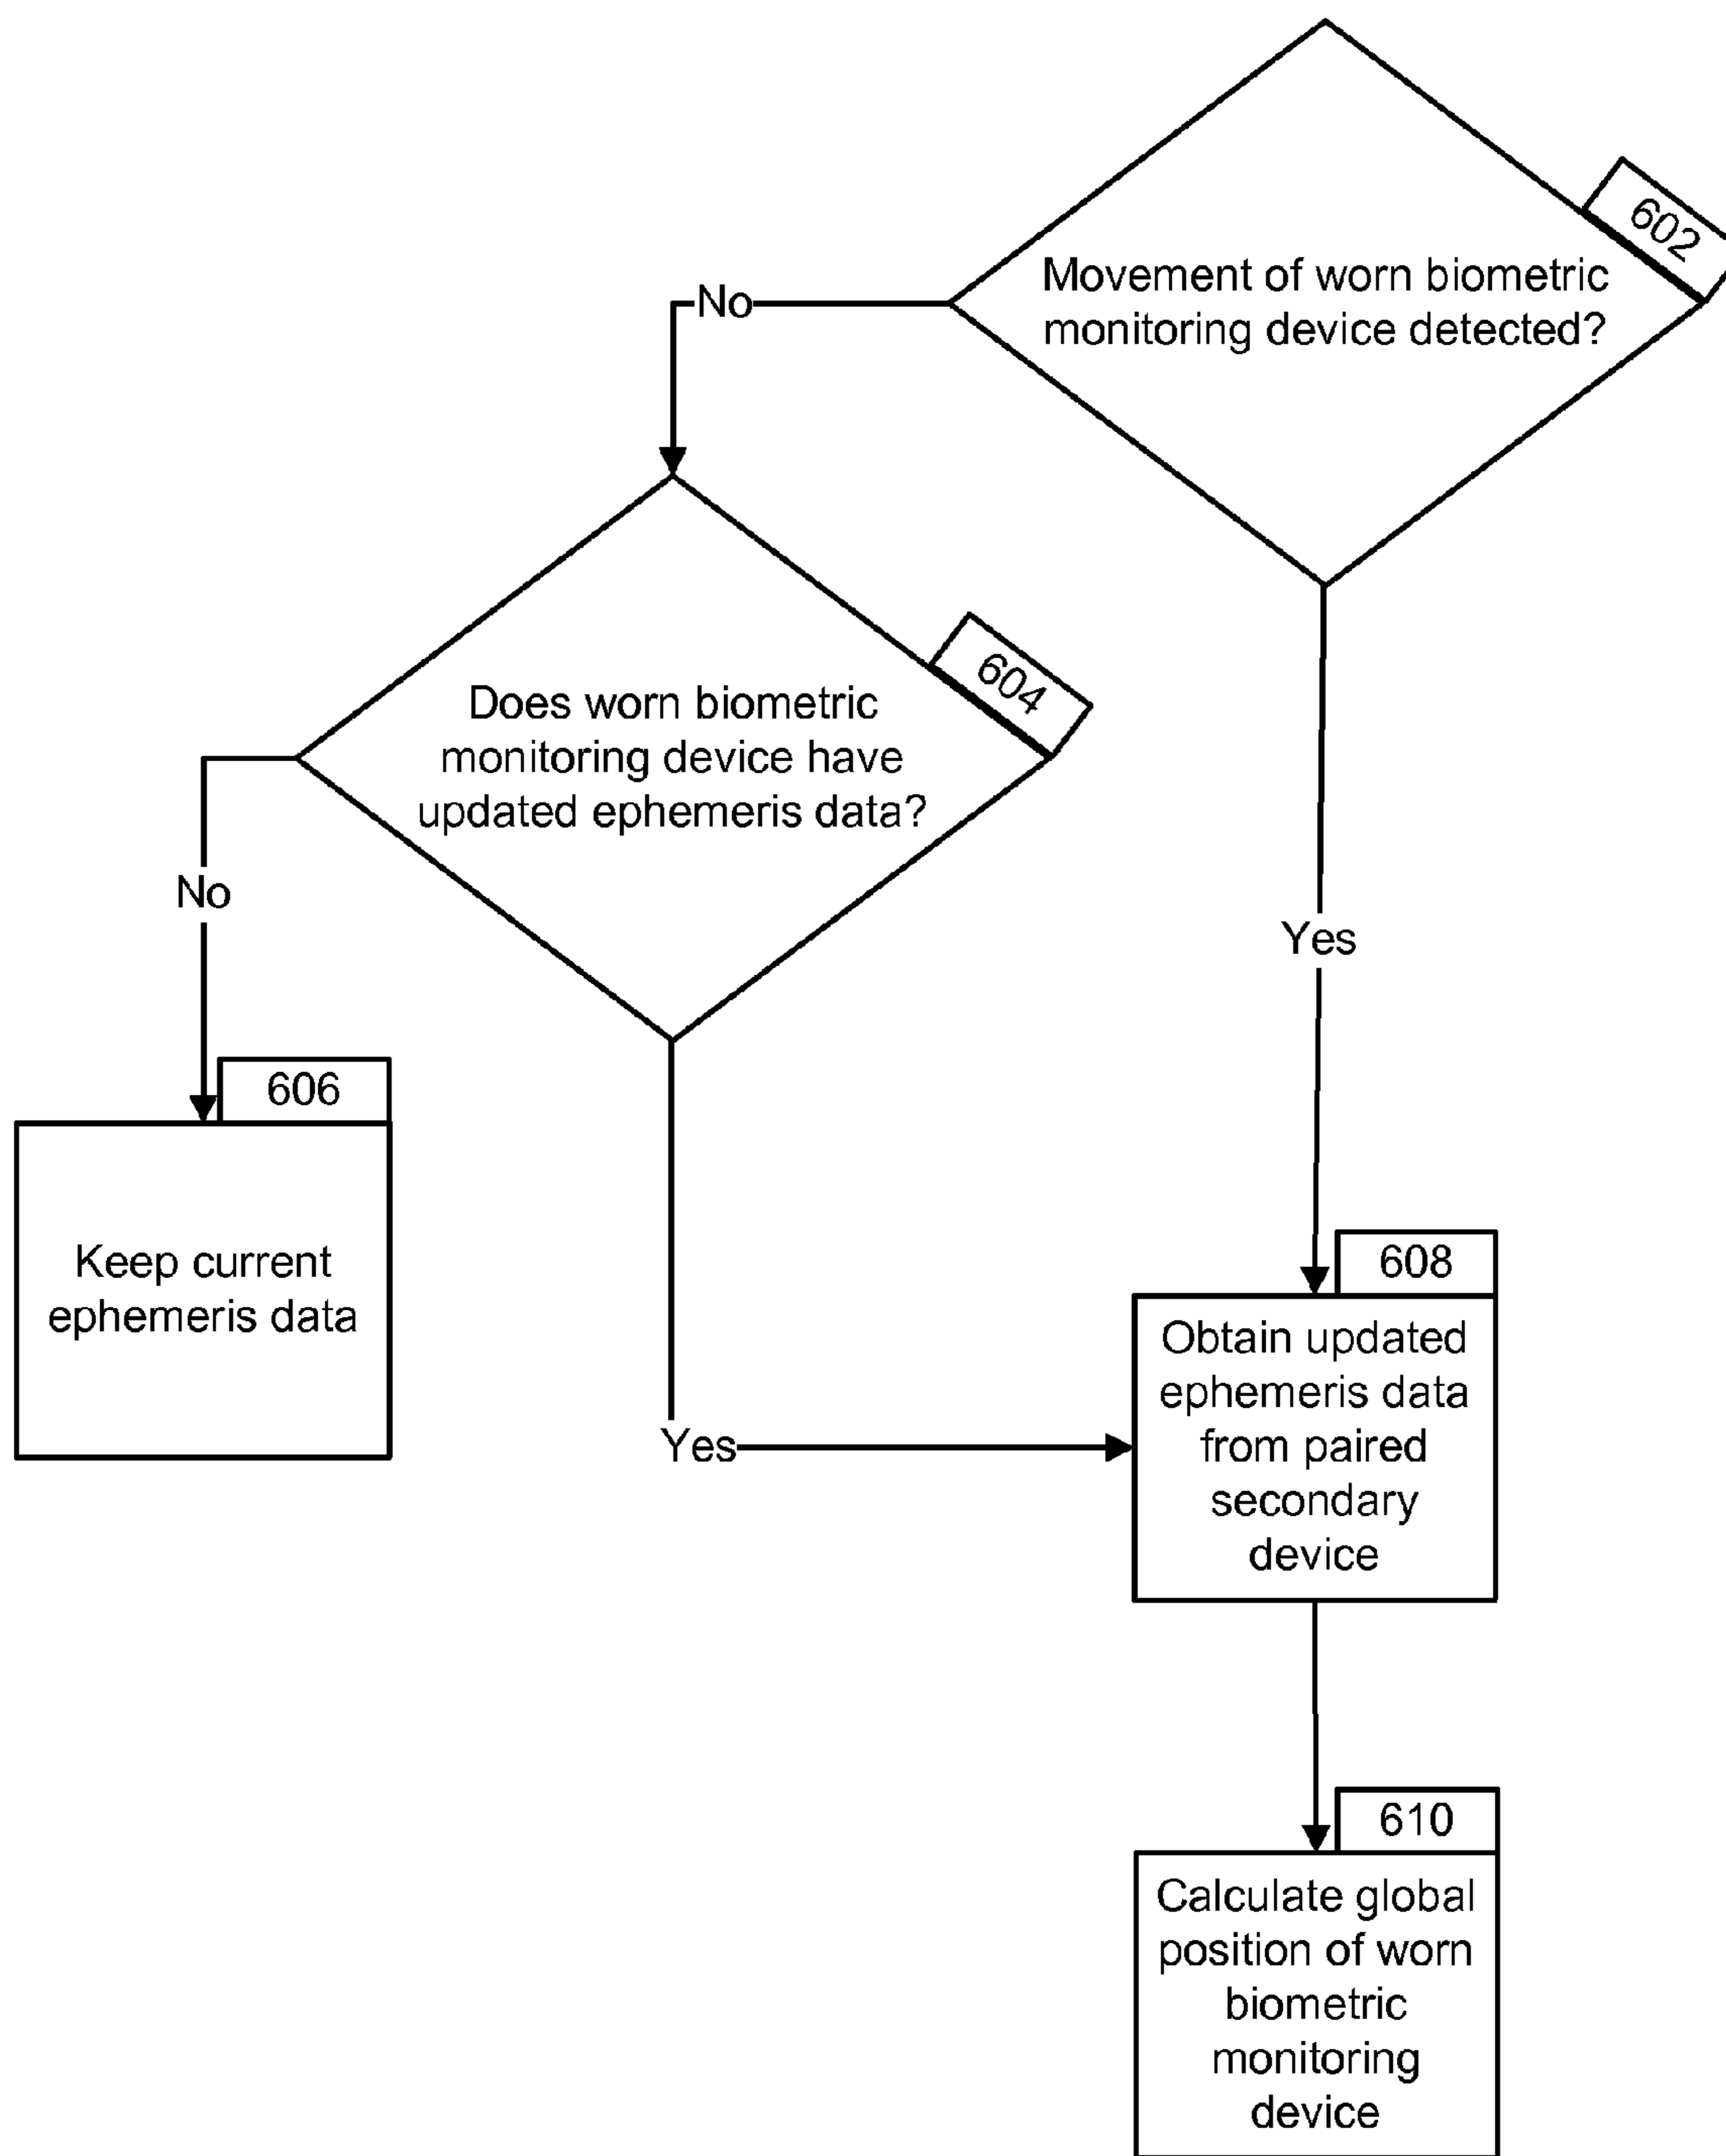 602
Movement of worn biometric
monitoring device detected?
No
604
Does worn biometric
monitoring device have
updated ephemeris data?
No
Yes
606
Keep current
ephemeris data
608
Obtain updated
ephemeris data
from paired
secondary
device
Yes
610
Calculate global
position of worn
biometric
monitoring
device